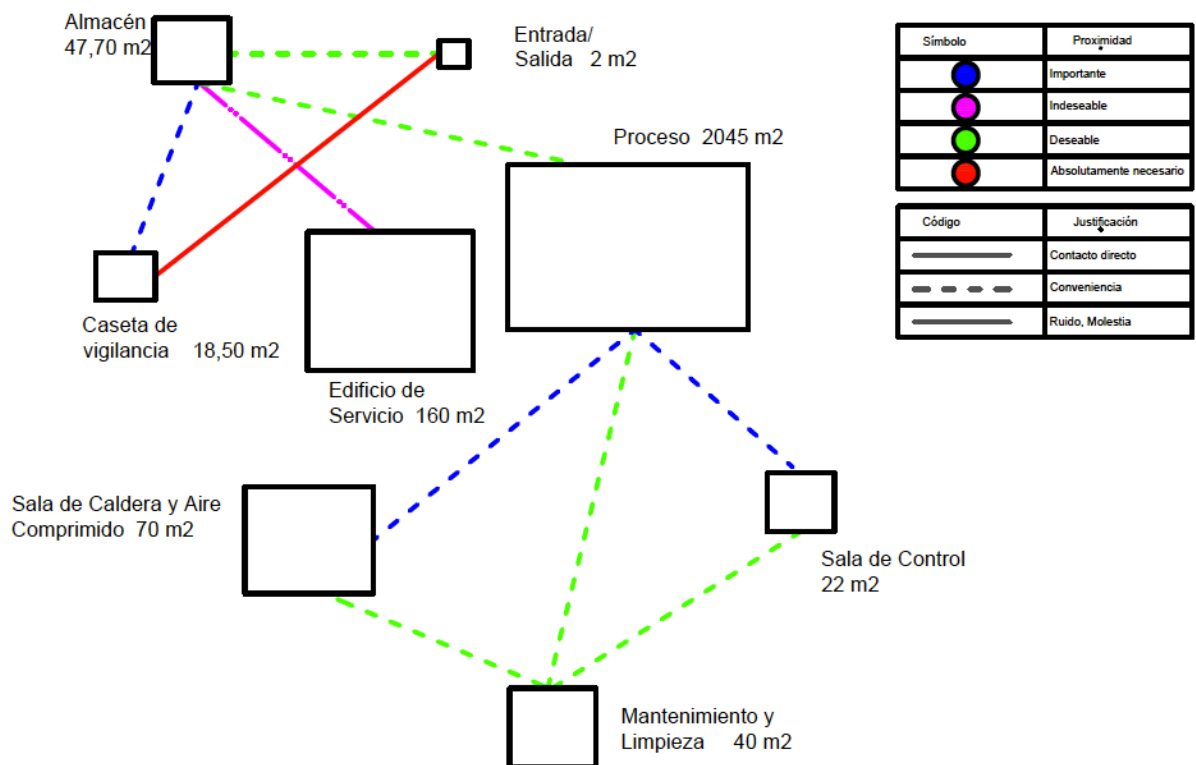 Almacén
47,70 m2
Entrada/
Salida 2 m2
Proceso 2045 m2
Caseta de
vigilancia 18,50 m2
Edificio de
Servicio 160 m2
Sala de Caldera y Aire
Comprimido 70 m2
Sala de Control
22 m2
Mantenimiento y
Limpieza 40 m2
Símbolo Proximidad
Importante
Indeseable
Deseable
Absolutamente necesario
Código Justificación
Contacto directo
Conveniencia
Ruido, Molestia